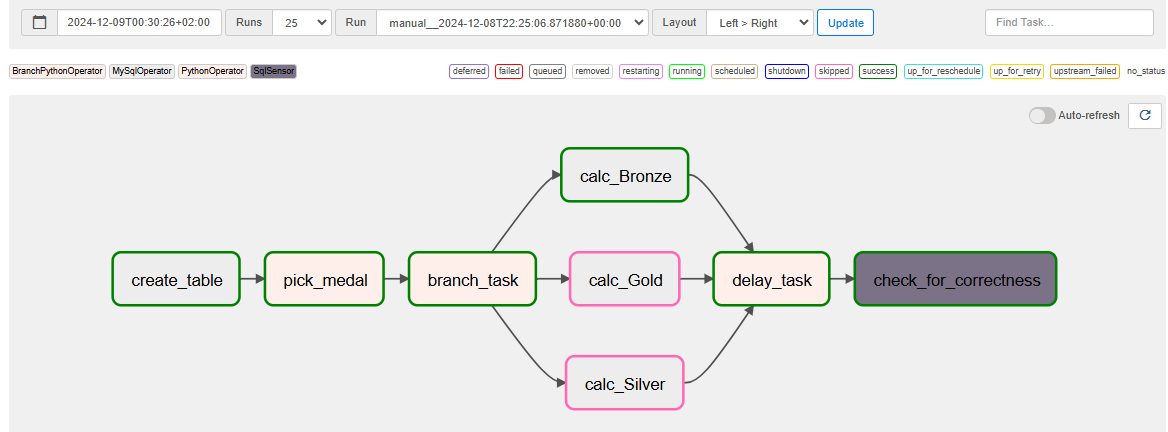 2024-12-09T00:30:26+02:00 Runs 25 Run manual__2024-12-08T22:25:06.871880+00:00 Layout Left > Right Update Find Task…
BranchPythonOperator MySqlOperator PythonOperator SqlSensor deferred failed queued removed restarting running scheduled shutdown skipped success up_for_reschedule up_for_retry upstream_failed no_status
Auto-refresh
calc_Bronze
create_table pick_medal branch_task calc_Gold delay_task check_for_correctness
calc_Silver